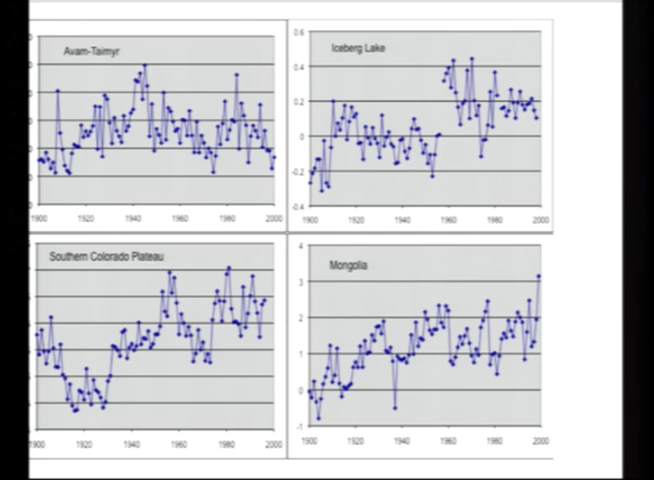 Avam-Taimyr
1900 1920 1940 1960 1980 2000
Iceberg Lake
0.6
0.4
0.2
0
-0.2
-0.4
1900 1920 1940 1960 1980 2000
Southern Colorado Plateau
1900 1920 1940 1960 1980 2000
Mongolia
4
3
2
1
0
-1
1900 1920 1940 1960 1980 2000